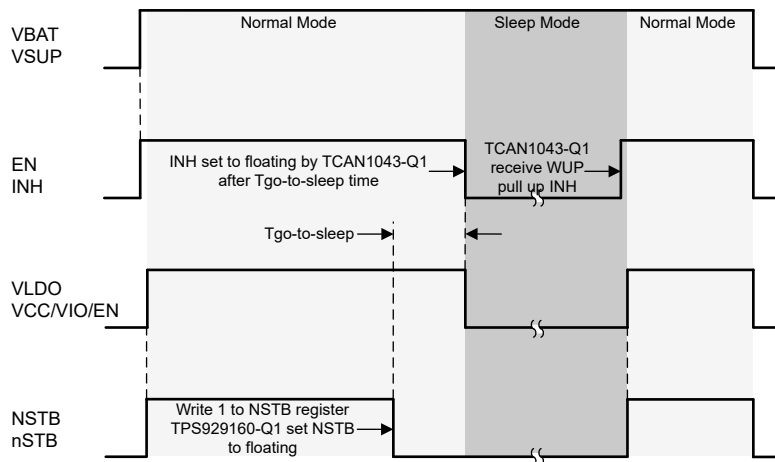 VBAT
VSUP
Normal Mode
Sleep Mode
Normal Mode
EN
INH
INH set to floating by TCAN1043-Q1
after Tgo-to-sleep time
TCAN1043-Q1
receive WUP
pull up INH
Tgo-to-sleep
VLDO
VCC/VIO/EN
NSTB
nSTB
Write 1 to NSTB register
TPS929160-Q1 set NSTB
to floating